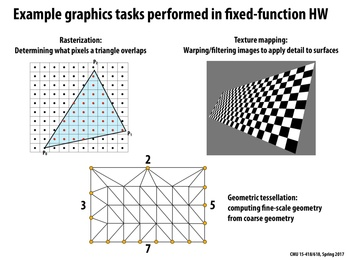 Example graphics tasks performed in fixed-function HW
Rasterization:
Determining what pixels a triangle overlaps
Texture mapping:
Warping/filtering images to apply detail to surfaces
P₁
P₂
P₀
2
3
5
7
Geometric tessellation:
computing fine-scale geometry
from coarse geometry
CMU 15-418/618, Spring 2017